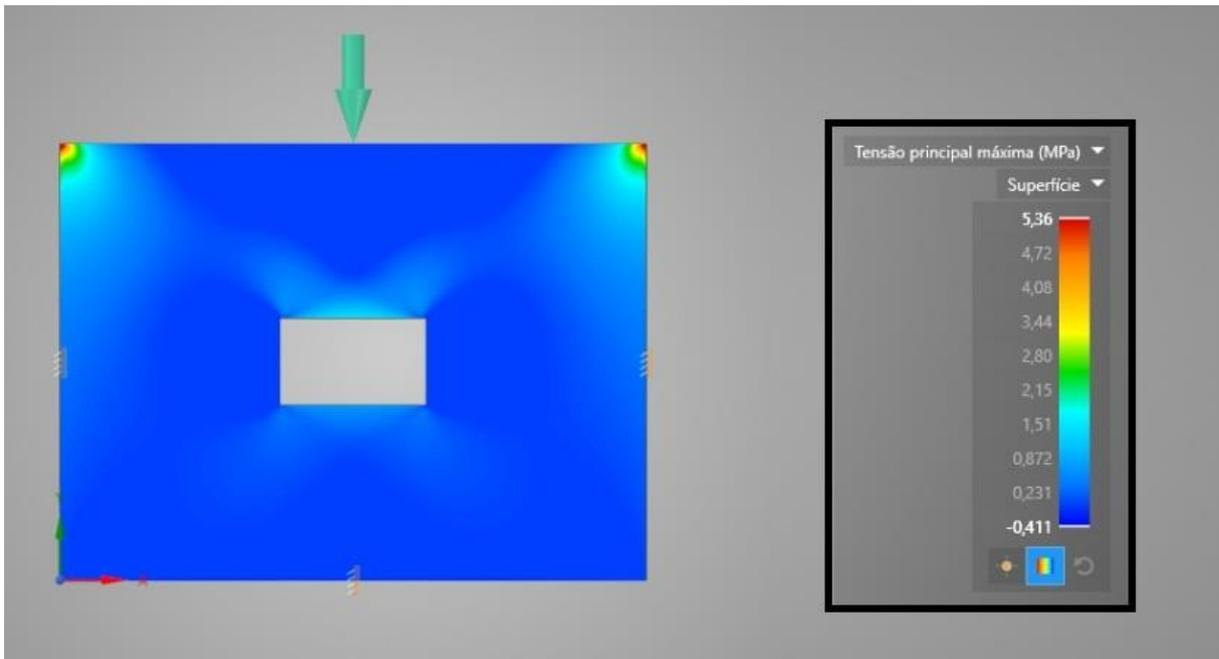 Tensão principal máxima (MPa)
Superfície
5,36
4,72
4,08
3,44
2,80
2,15
1,51
0,872
0,231
-0,411
Y
X